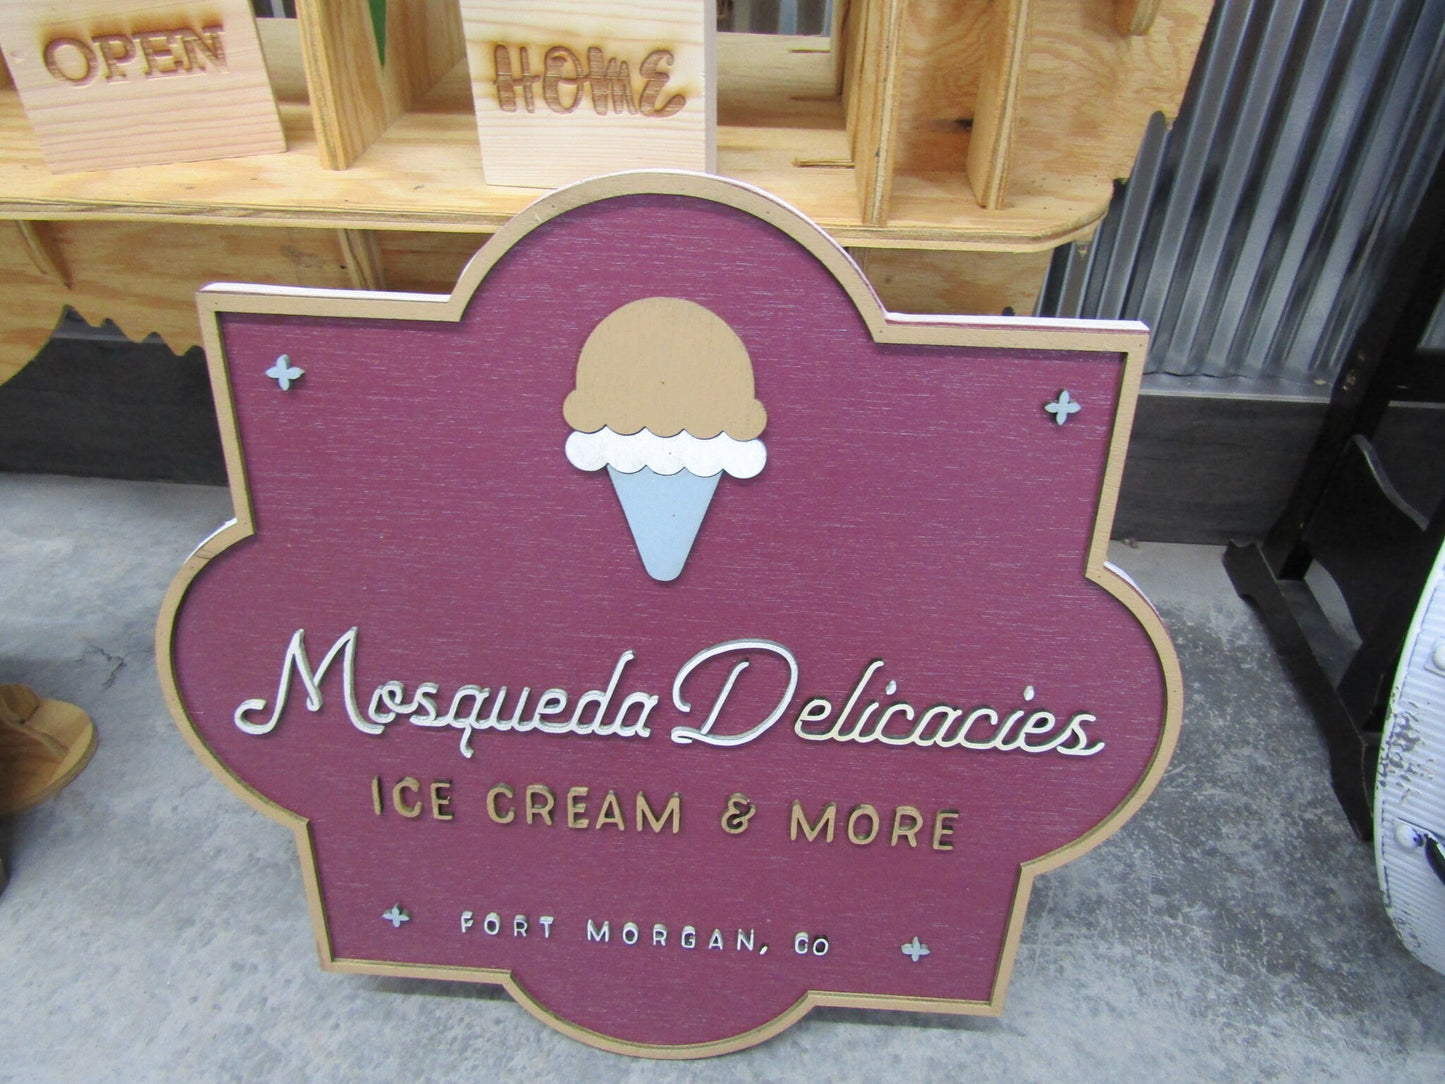 OPEN
HOME
Mosqueda Delicacies
ICE CREAM & MORE
FORT MORGAN, CO